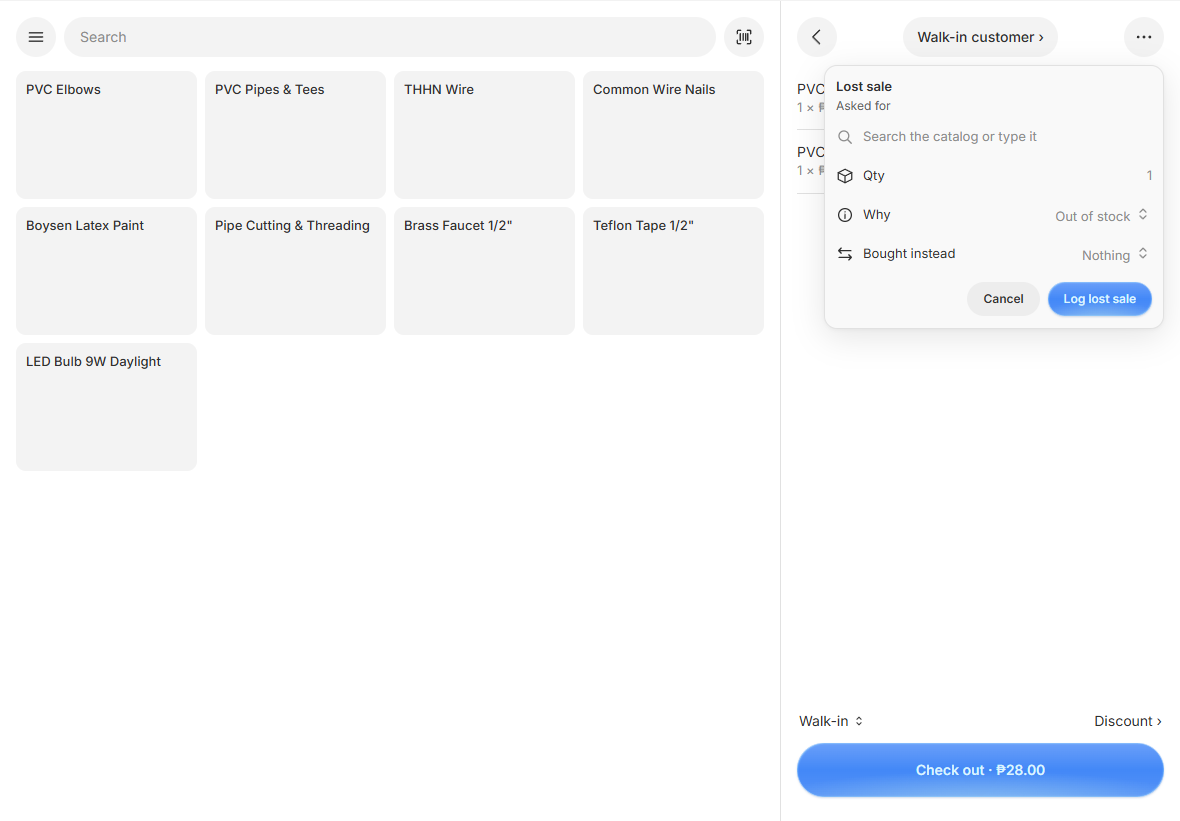 Search
PVC Elbows
PVC Pipes & Tees
THHN Wire
Common Wire Nails
Boysen Latex Paint
Pipe Cutting & Threading
Brass Faucet 1/2"
Teflon Tape 1/2"
LED Bulb 9W Daylight
Walk-in customer ›
PVC
1 ×
PVC
1 ×
Lost sale
Asked for
Search the catalog or type it
Qty 1
Why Out of stock
Bought instead Nothing
Cancel Log lost sale
Walk-in Discount ›
Check out · ₱28.00